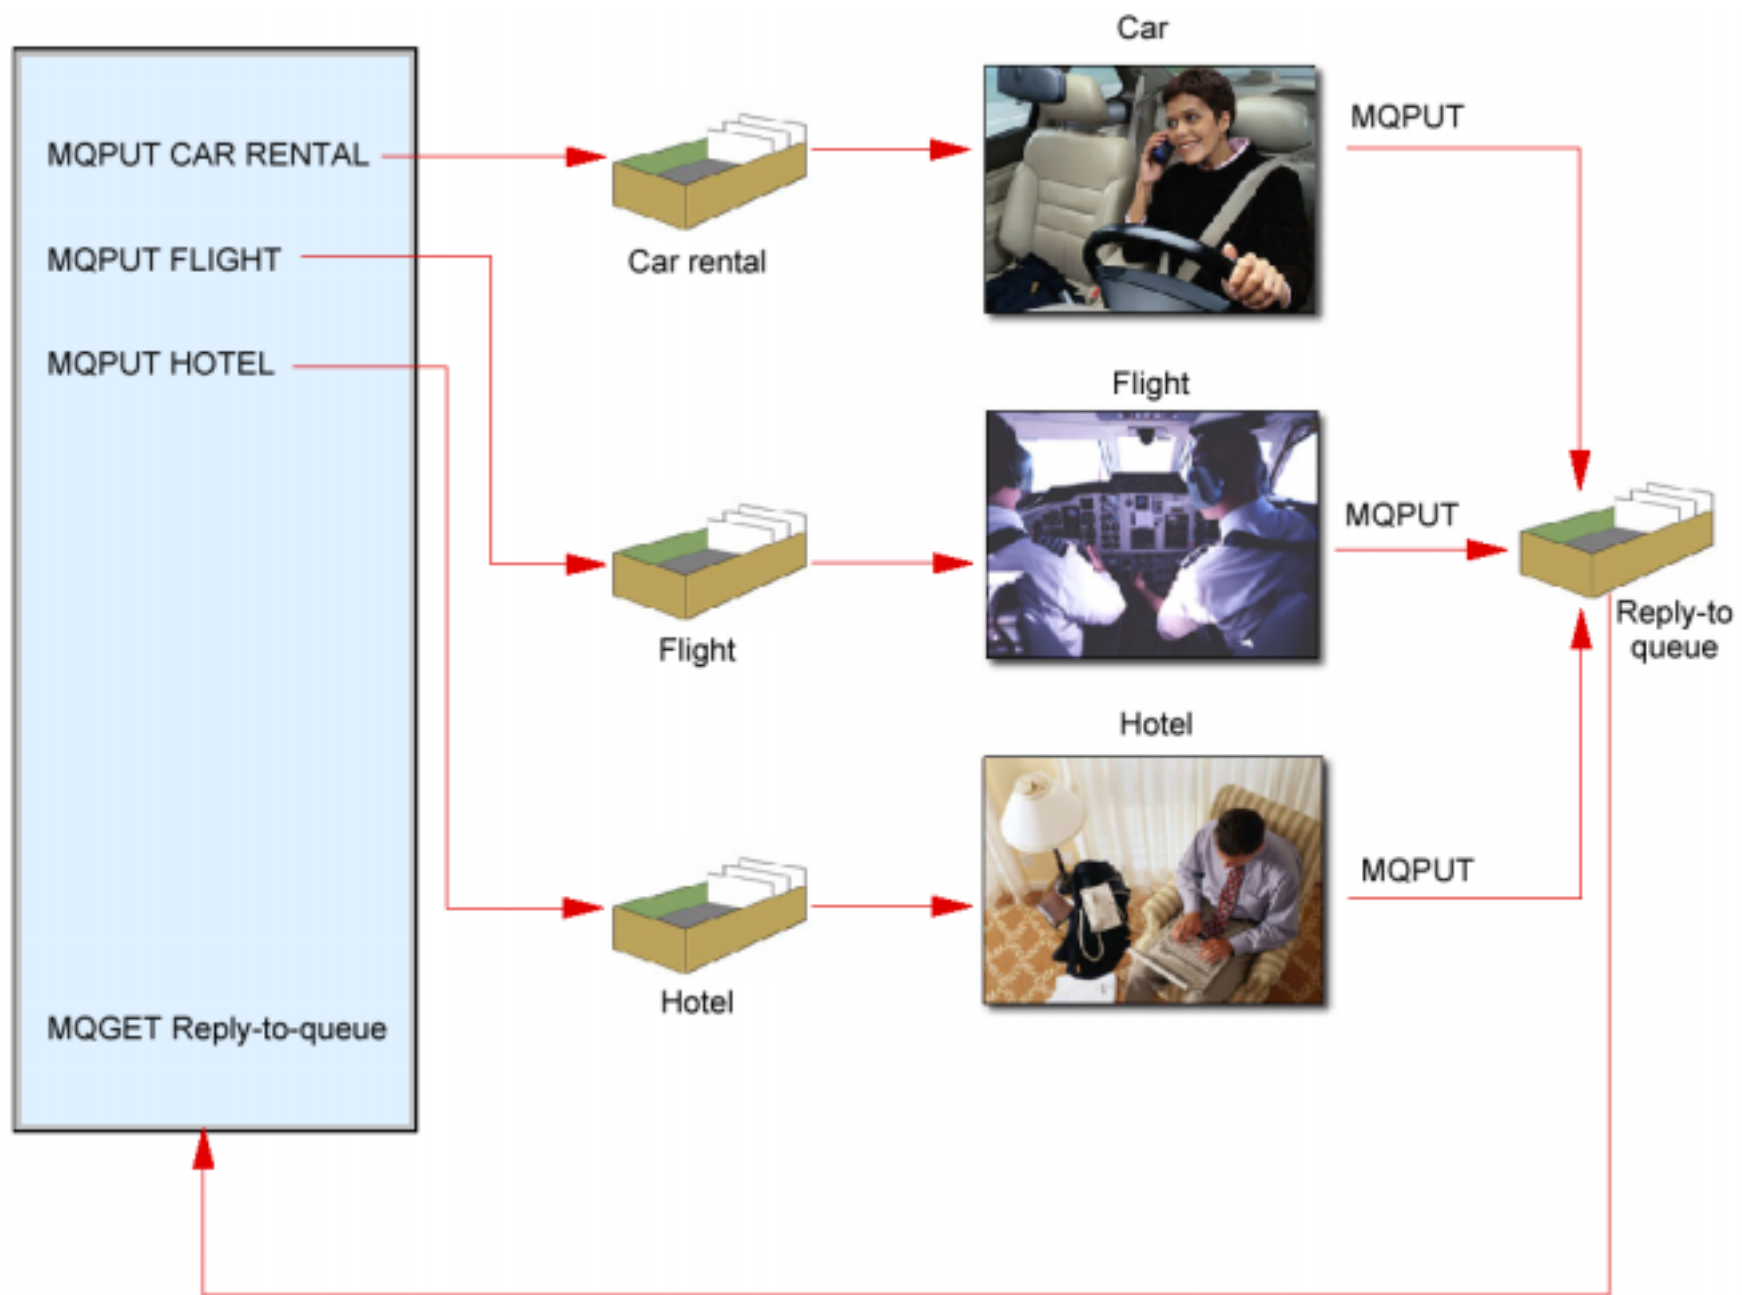 Car
MQPUT CAR RENTAL
MQPUT
Car rental
MQPUT FLIGHT
MQPUT HOTEL
Flight
MQPUT
Flight
Reply-to
queue
Hotel
MQPUT
Hotel
MQGET Reply-to-queue